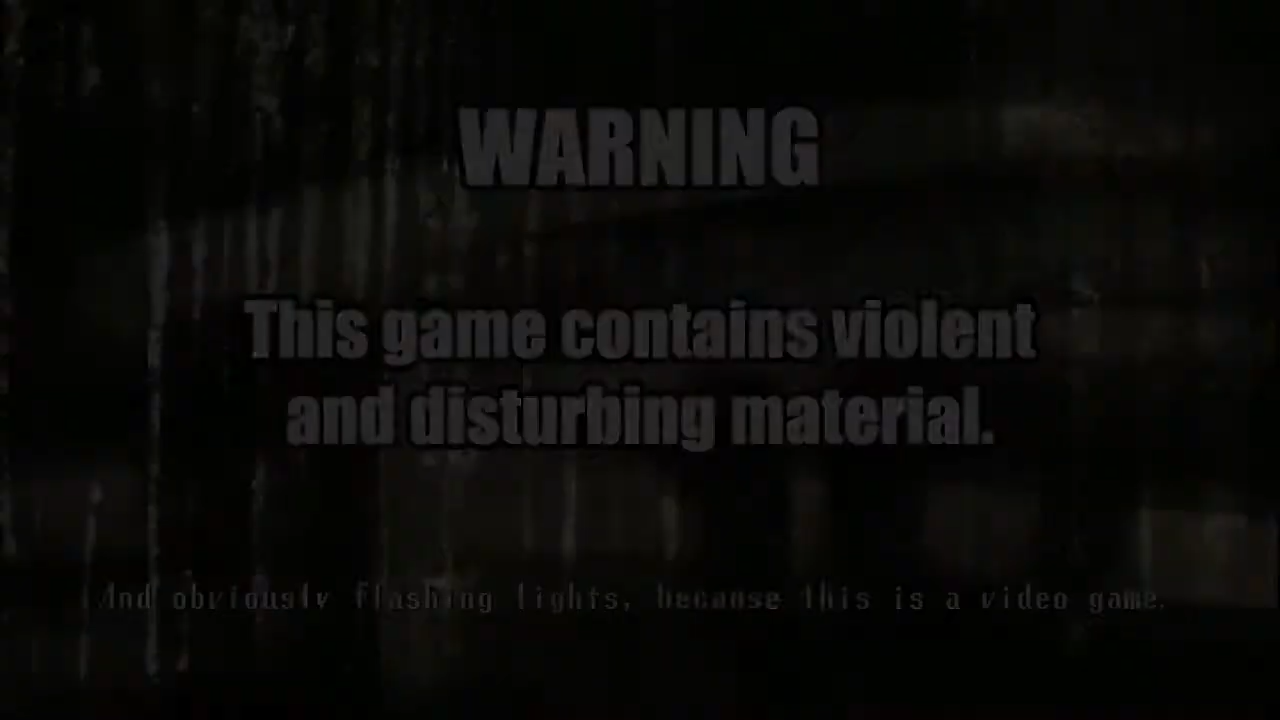 WARNING
This game contains violent
and disturbing material.
And obviously flashing lights, because this is a video game.